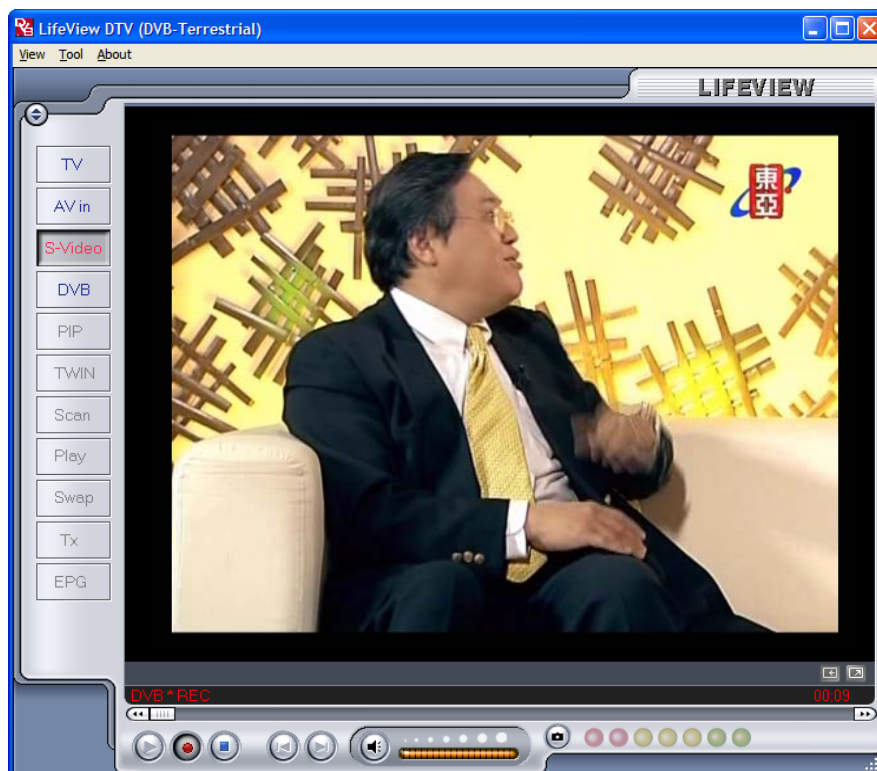 LifeView DTV (DVB-Terrestrial)
View Tool About
LIFEVIEW
TV
AV in
S-Video
DVB
PIP
TWIN
Scan
Play
Swap
Tx
EPG
東亞
DVB * REC 00:09